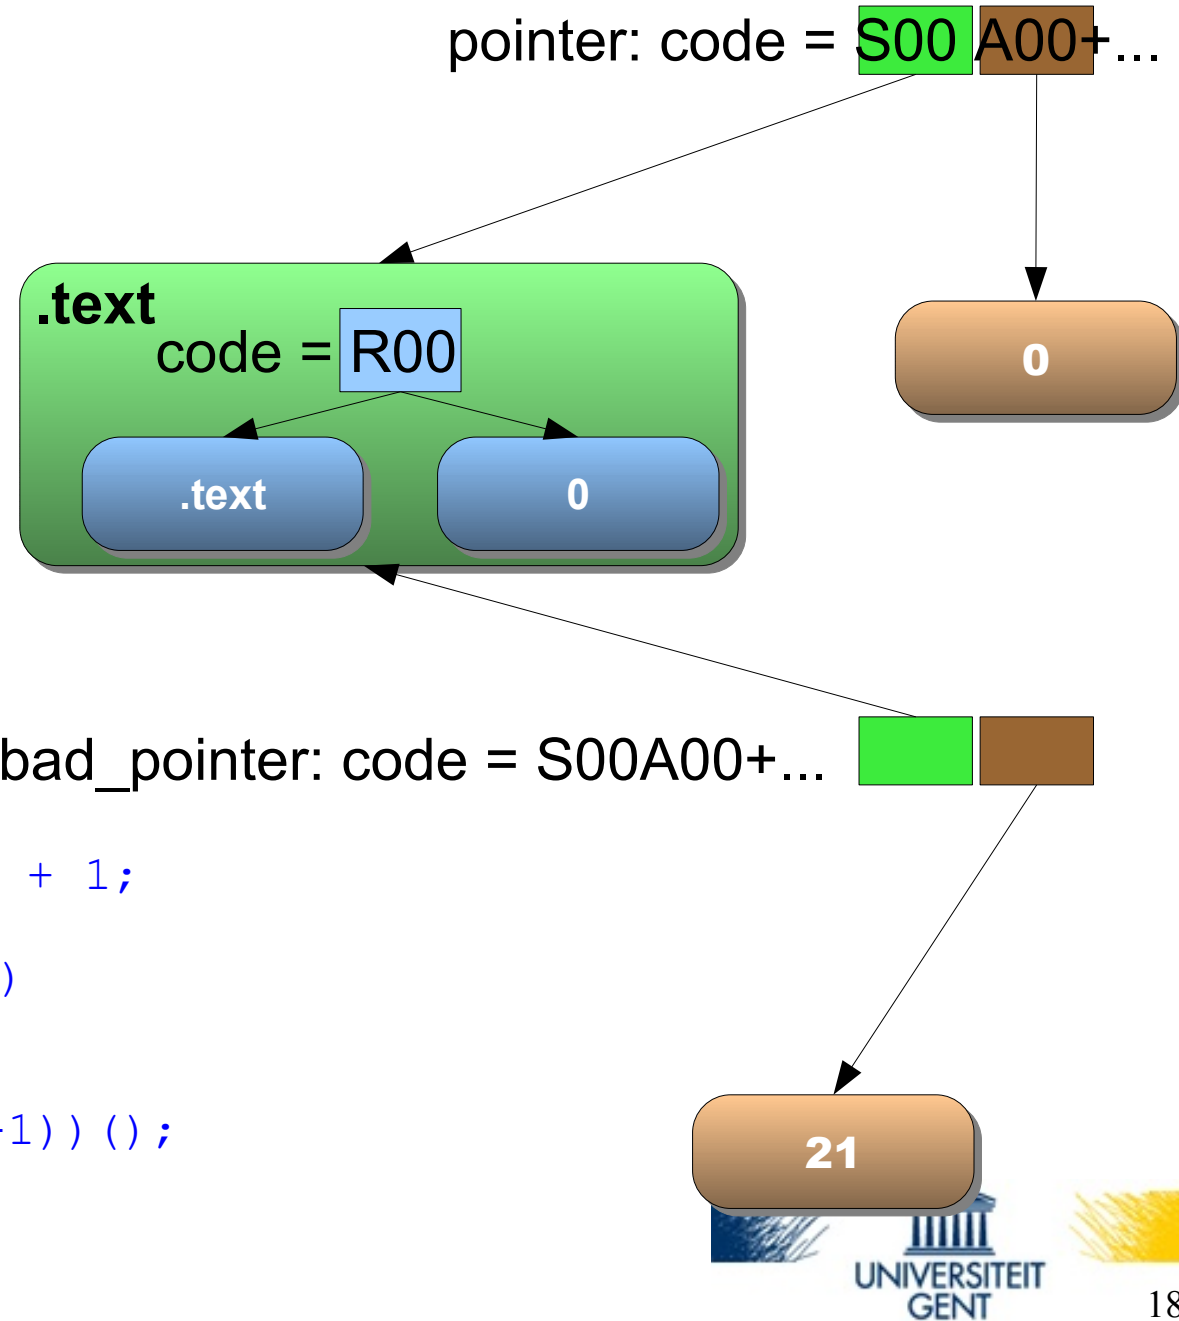 pointer: code = S00 A00+...
.text
code = R00
.text
0
0
bad_pointer: code = S00A00+...
+ 1;
)
1))();
21
UNIVERSITEIT
GENT
18